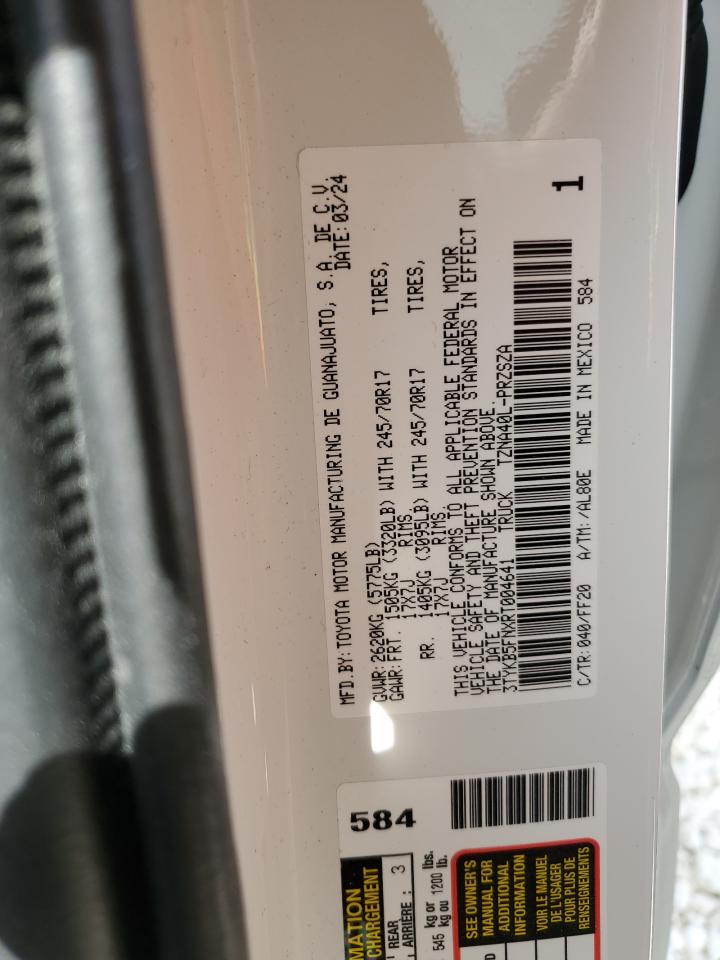 MFD.BY:TOYOTA MOTOR MANUFACTURING DE GUANAJUATO, S.A. DE C.V.
DATE:03/24
GVWR:2620KG (5775LB)
GAWR:FRT. 1505KG (3320LB) WITH 245/70R17 TIRES,
17X7J RIMS.
RR. 1405KG (3095LB) WITH 245/70R17 TIRES,
17X7J RIMS.
THIS VEHICLE CONFORMS TO ALL APPLICABLE FEDERAL MOTOR
VEHICLE SAFETY AND THEFT PREVENTION STANDARDS IN EFFECT ON
THE DATE OF MANUFACTURE SHOWN ABOVE.
3TYKB5FNXRT004641 TRUCK TZNA40L-PRZSZA
C/TR:040/FF20 A/TM:/AL80E MADE IN MEXICO 584
1
584
MATION
CHARGEMENT
REAR
ARRIÈRE : 3
545 kg or 1200 lbs.
kg ou lb.
SEE OWNER'S
MANUAL FOR
ADDITIONAL
INFORMATION
VOIR LE MANUEL
DE L'USAGER
POUR PLUS DE
RENSEIGNEMENTS